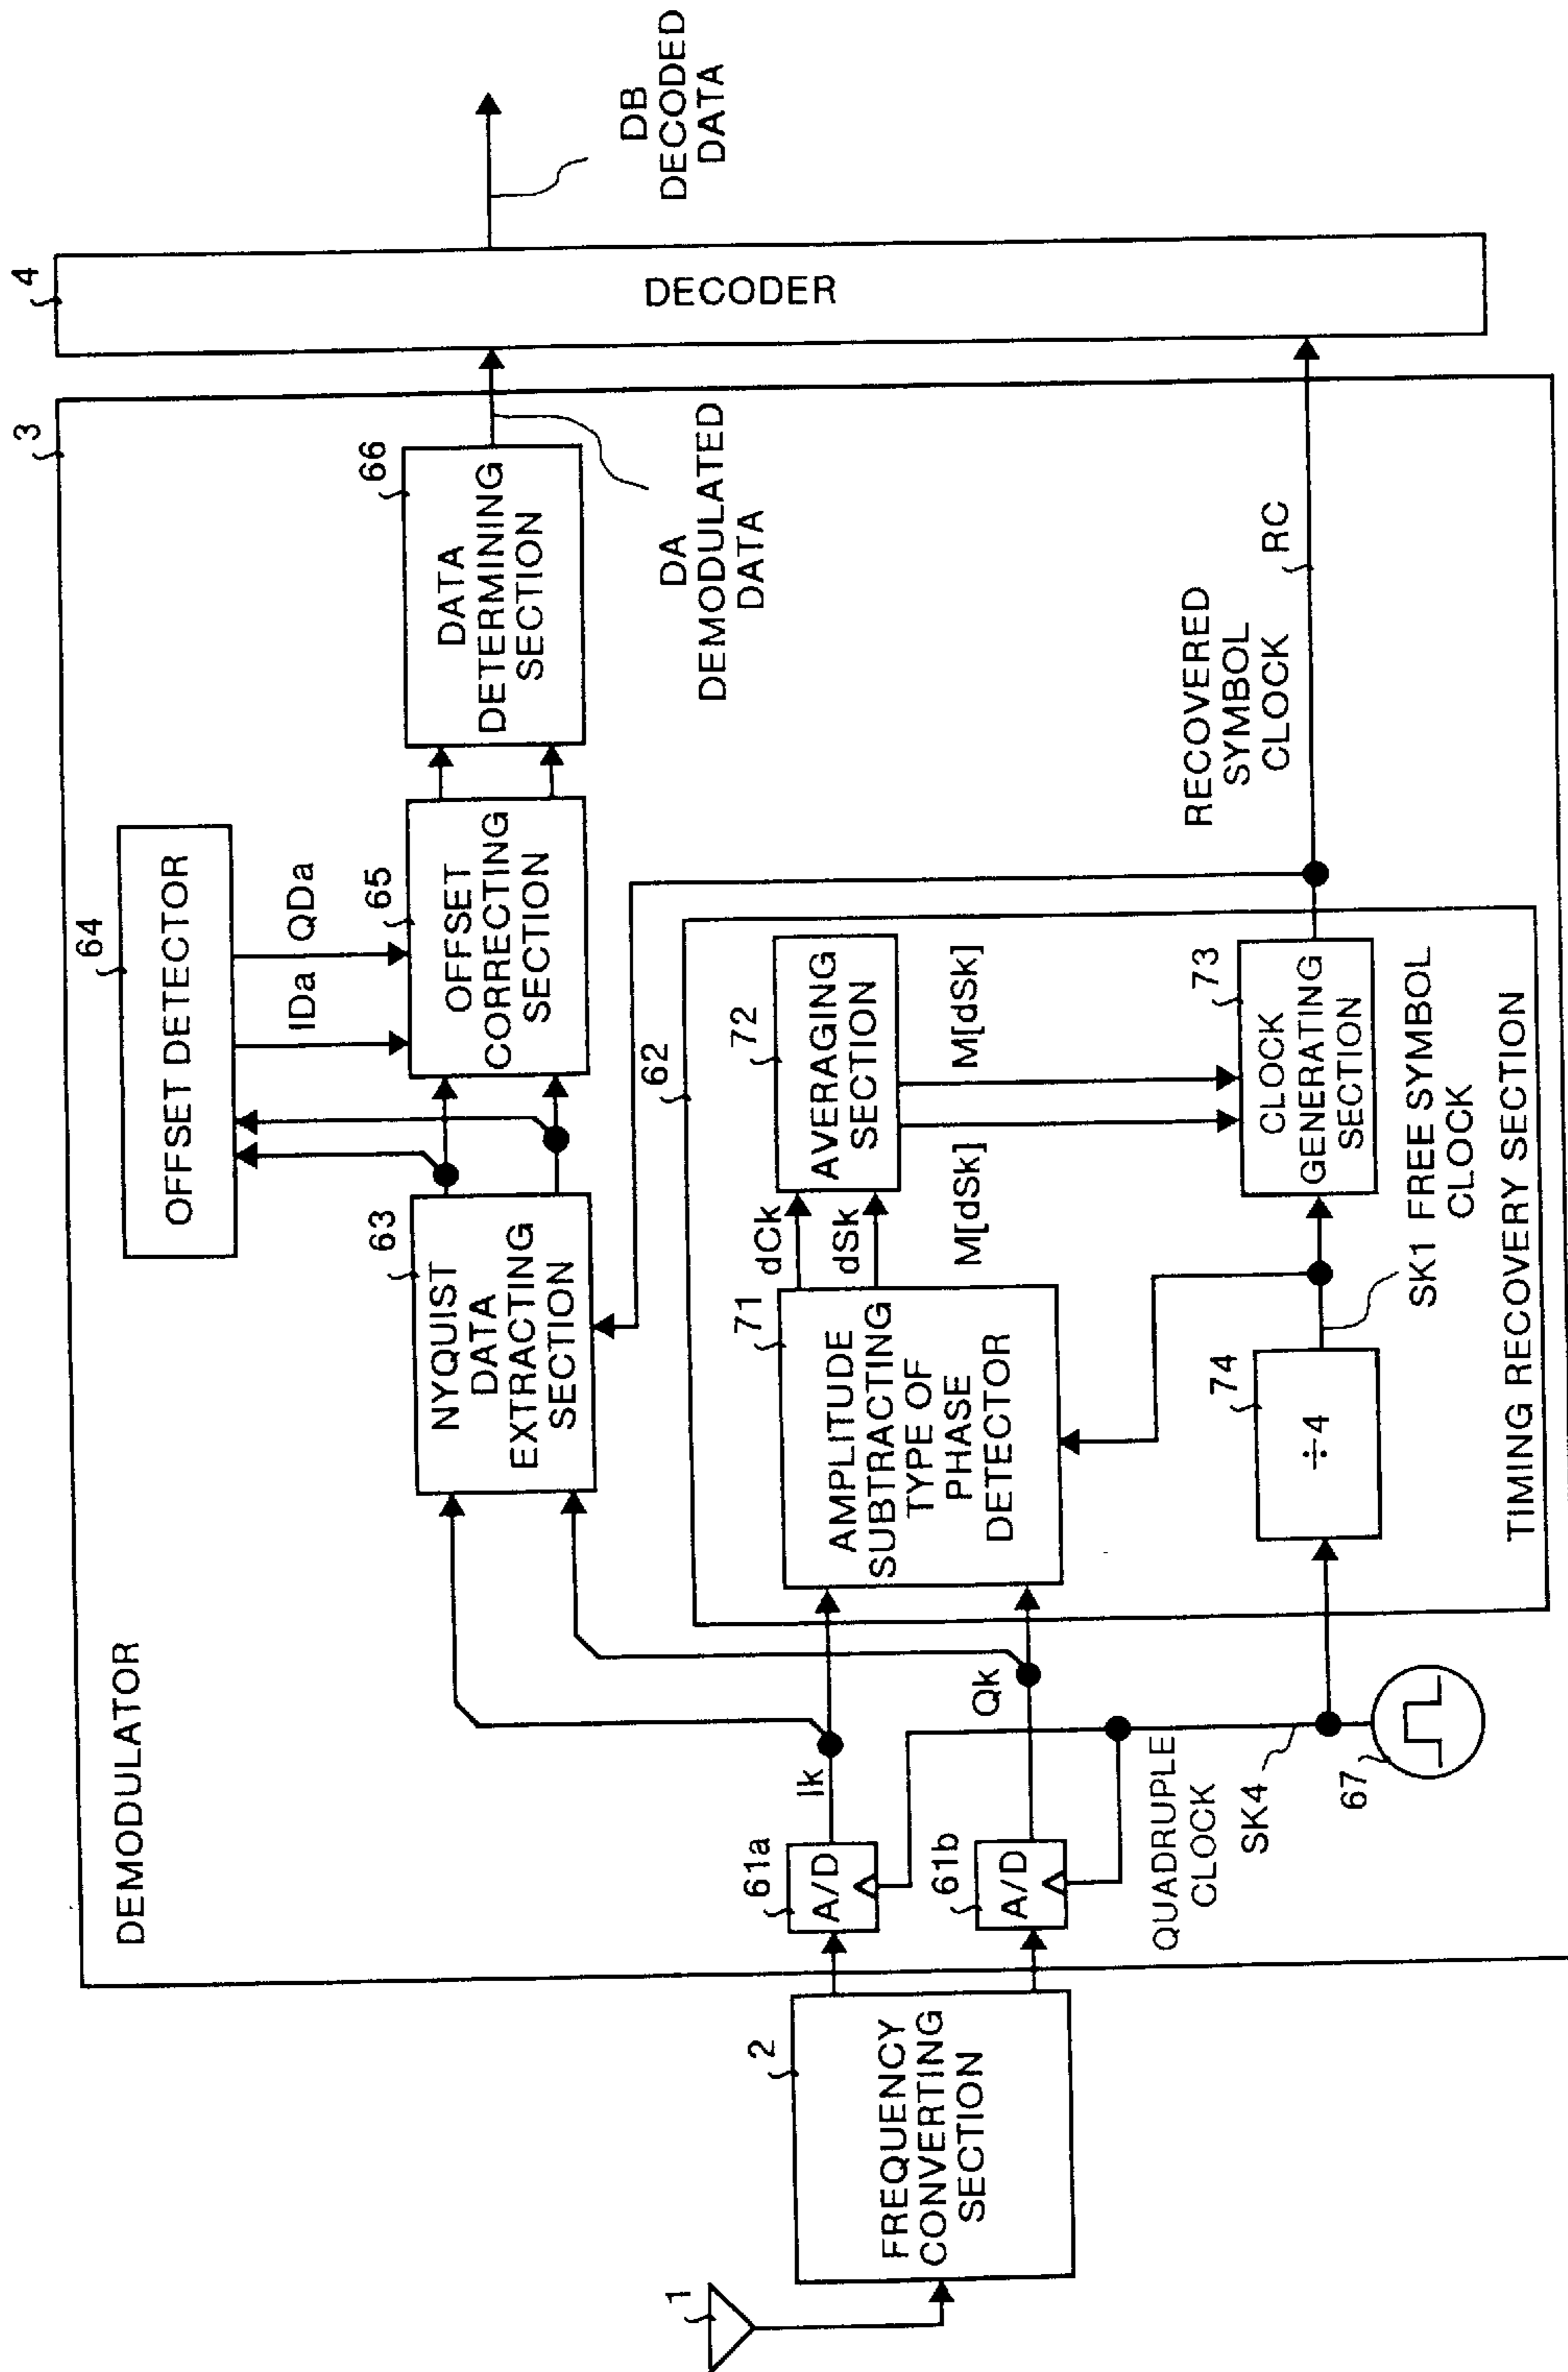 1
2
FREQUENCY
CONVERTING
SECTION
DEMODULATOR
3
61a
A/D
Ik
61b
A/D
Qk
QUADRUPLE
CLOCK
SK4
67
63
NYQUIST
DATA
EXTRACTING
SECTION
64
OFFSET DETECTOR
IDa
QDa
65
OFFSET
CORRECTING
SECTION
66
DATA
DETERMINING
SECTION
DA
DEMODULATED
DATA
62
71
AMPLITUDE
SUBTRACTING
TYPE OF
PHASE
DETECTOR
dCk
dSk
72
AVERAGING
SECTION
M[dSk]
M[dSk]
73
CLOCK
GENERATING
SECTION
74
÷4
SK1 FREE SYMBOL
CLOCK
TIMING RECOVERY SECTION
RECOVERED
SYMBOL
CLOCK
RC
4
DECODER
DB
DECODED
DATA